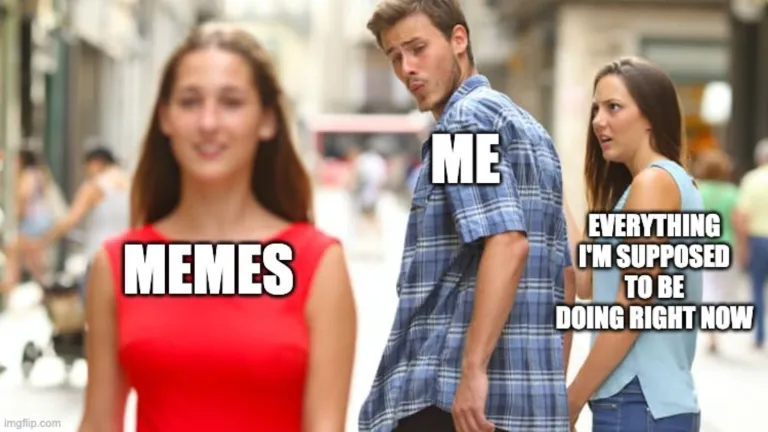 MEMES
ME
EVERYTHING
I'M SUPPOSED
TO BE
DOING RIGHT NOW
imgflip.com